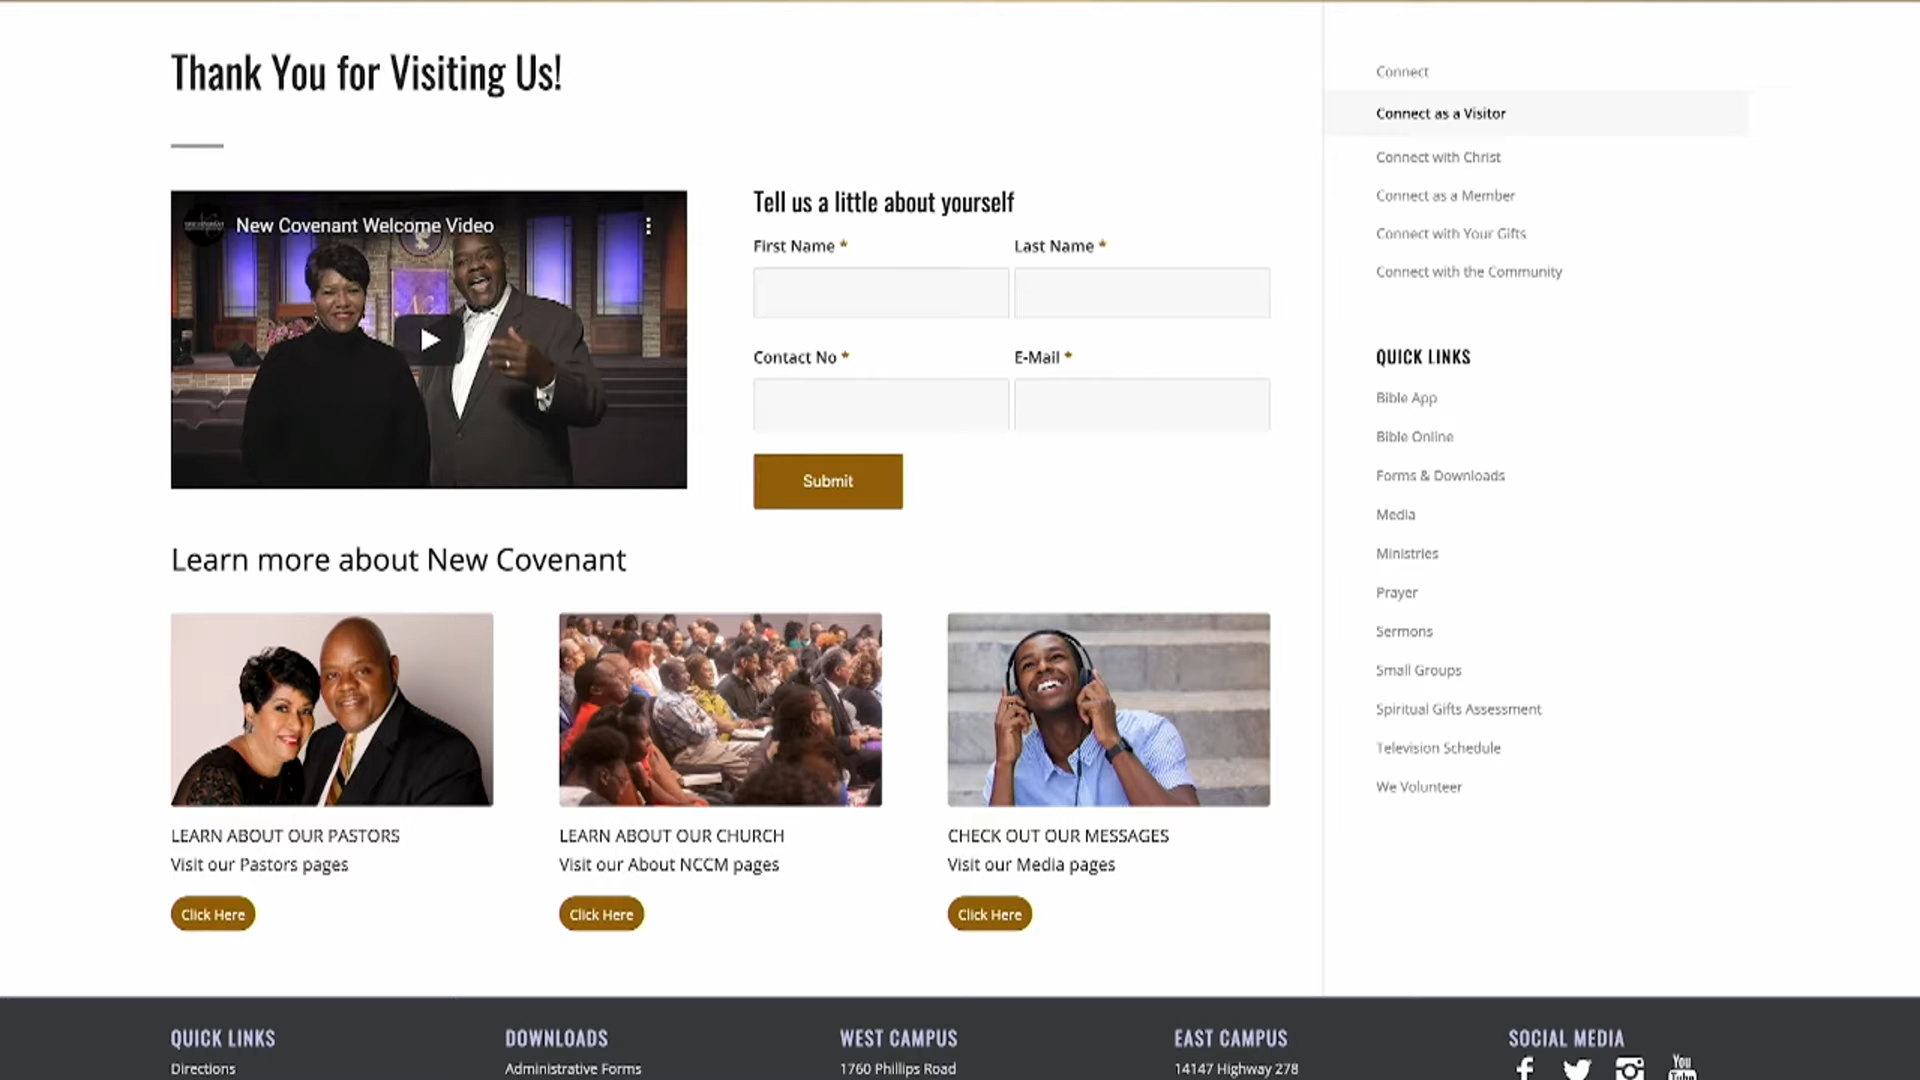 Thank You for Visiting Us!
New Covenant Welcome Video
Tell us a little about yourself
First Name *
Last Name *
Contact No *
E-Mail *
Submit
Learn more about New Covenant
LEARN ABOUT OUR PASTORS
Visit our Pastors pages
Click Here
LEARN ABOUT OUR CHURCH
Visit our About NCCM pages
Click Here
CHECK OUT OUR MESSAGES
Visit our Media pages
Click Here
Connect
Connect as a Visitor
Connect with Christ
Connect as a Member
Connect with Your Gifts
Connect with the Community
QUICK LINKS
Bible App
Bible Online
Forms & Downloads
Media
Ministries
Prayer
Sermons
Small Groups
Spiritual Gifts Assessment
Television Schedule
We Volunteer
QUICK LINKS
Directions
DOWNLOADS
Administrative Forms
WEST CAMPUS
1760 Phillips Road
EAST CAMPUS
14147 Highway 278
SOCIAL MEDIA
You
Tube